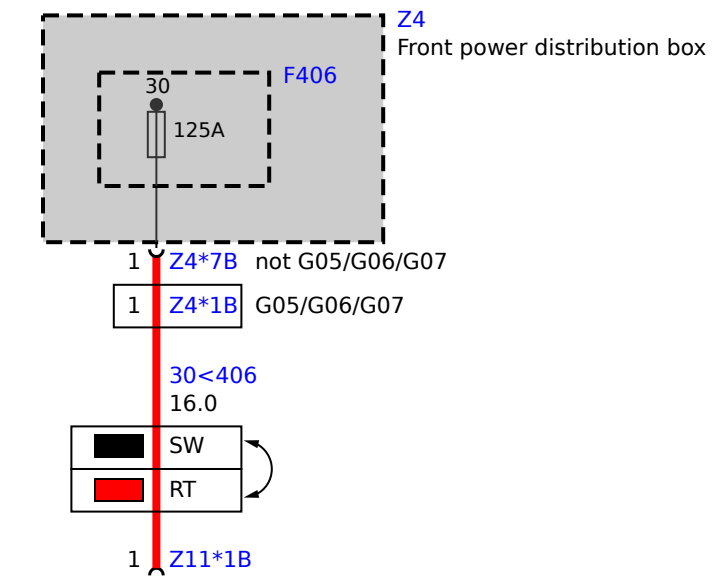 Z4
Front power distribution box
F406
30
125A
1 Z4*7B not G05/G06/G07
1 Z4*1B G05/G06/G07
30<406
16.0
SW
RT
1 Z11*1B